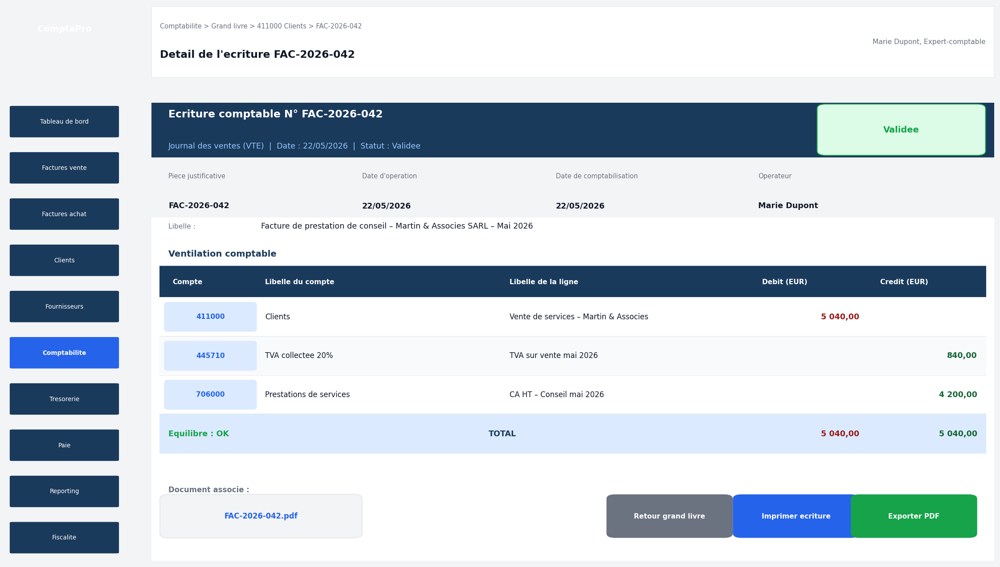 ComptaPro
Comptabilite > Grand livre > 411000 Clients > FAC-2026-042
Marie Dupont, Expert-comptable
Detail de l'ecriture FAC-2026-042
Tableau de bord
Factures vente
Factures achat
Clients
Fournisseurs
Comptabilite
Tresorerie
Paie
Reporting
Fiscalite
Ecriture comptable N° FAC-2026-042
Journal des ventes (VTE) | Date : 22/05/2026 | Statut : Validee
Validee
Piece justificative Date d'operation Date de comptabilisation Operateur
FAC-2026-042 22/05/2026 22/05/2026 Marie Dupont
Libelle : Facture de prestation de conseil – Martin & Associes SARL – Mai 2026
Ventilation comptable
Compte Libelle du compte Libelle de la ligne Debit (EUR) Credit (EUR)
411000 Clients Vente de services – Martin & Associes 5 040,00
445710 TVA collectee 20% TVA sur vente mai 2026 840,00
706000 Prestations de services CA HT – Conseil mai 2026 4 200,00
Equilibre : OK TOTAL 5 040,00 5 040,00
Document associe :
FAC-2026-042.pdf
Retour grand livre Imprimer ecriture Exporter PDF